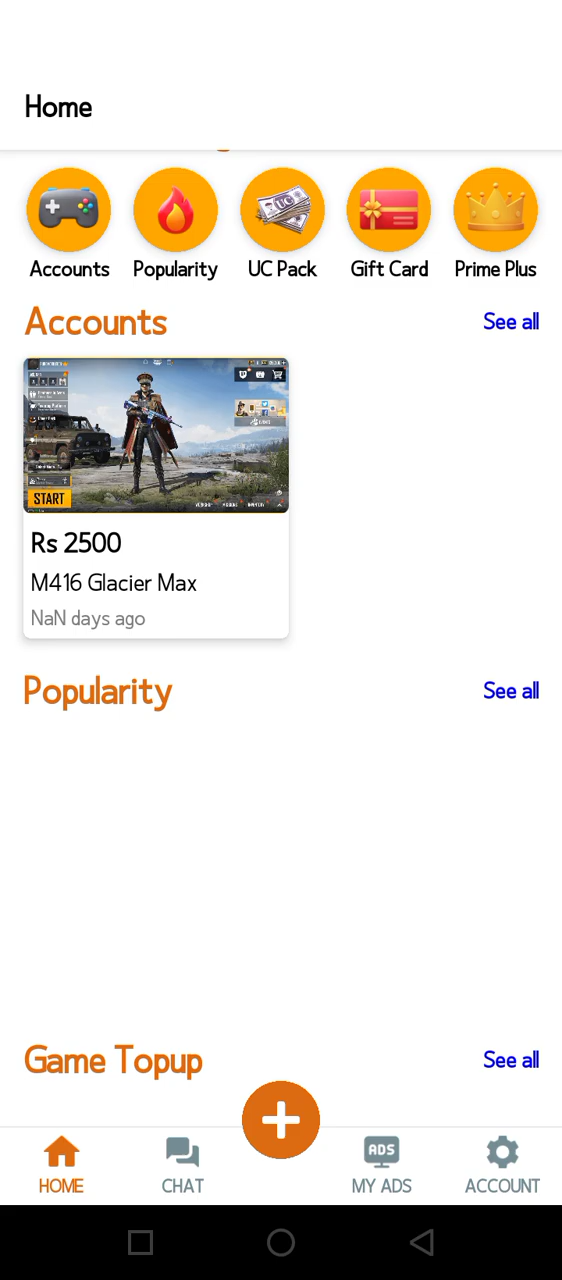 Home
Accounts
Popularity
UC Pack
Gift Card
Prime Plus
Accounts
See all
START
Rs 2500
M416 Glacier Max
NaN days ago
Popularity
See all
Game Topup
See all
ADS
HOME
CHAT
MY ADS
ACCOUNT